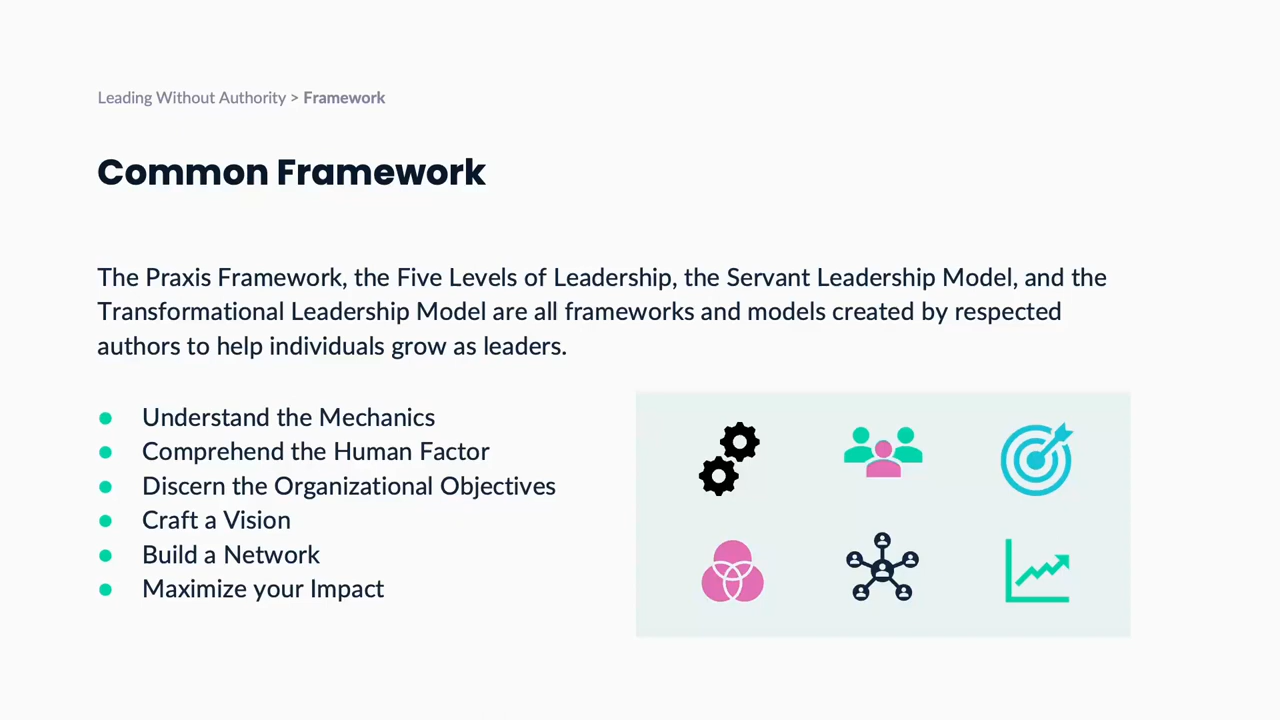 Leading Without Authority > Framework
Common Framework
The Praxis Framework, the Five Levels of Leadership, the Servant Leadership Model, and the
Transformational Leadership Model are all frameworks and models created by respected
authors to help individuals grow as leaders.
● Understand the Mechanics
● Comprehend the Human Factor
● Discern the Organizational Objectives
● Craft a Vision
● Build a Network
● Maximize your Impact